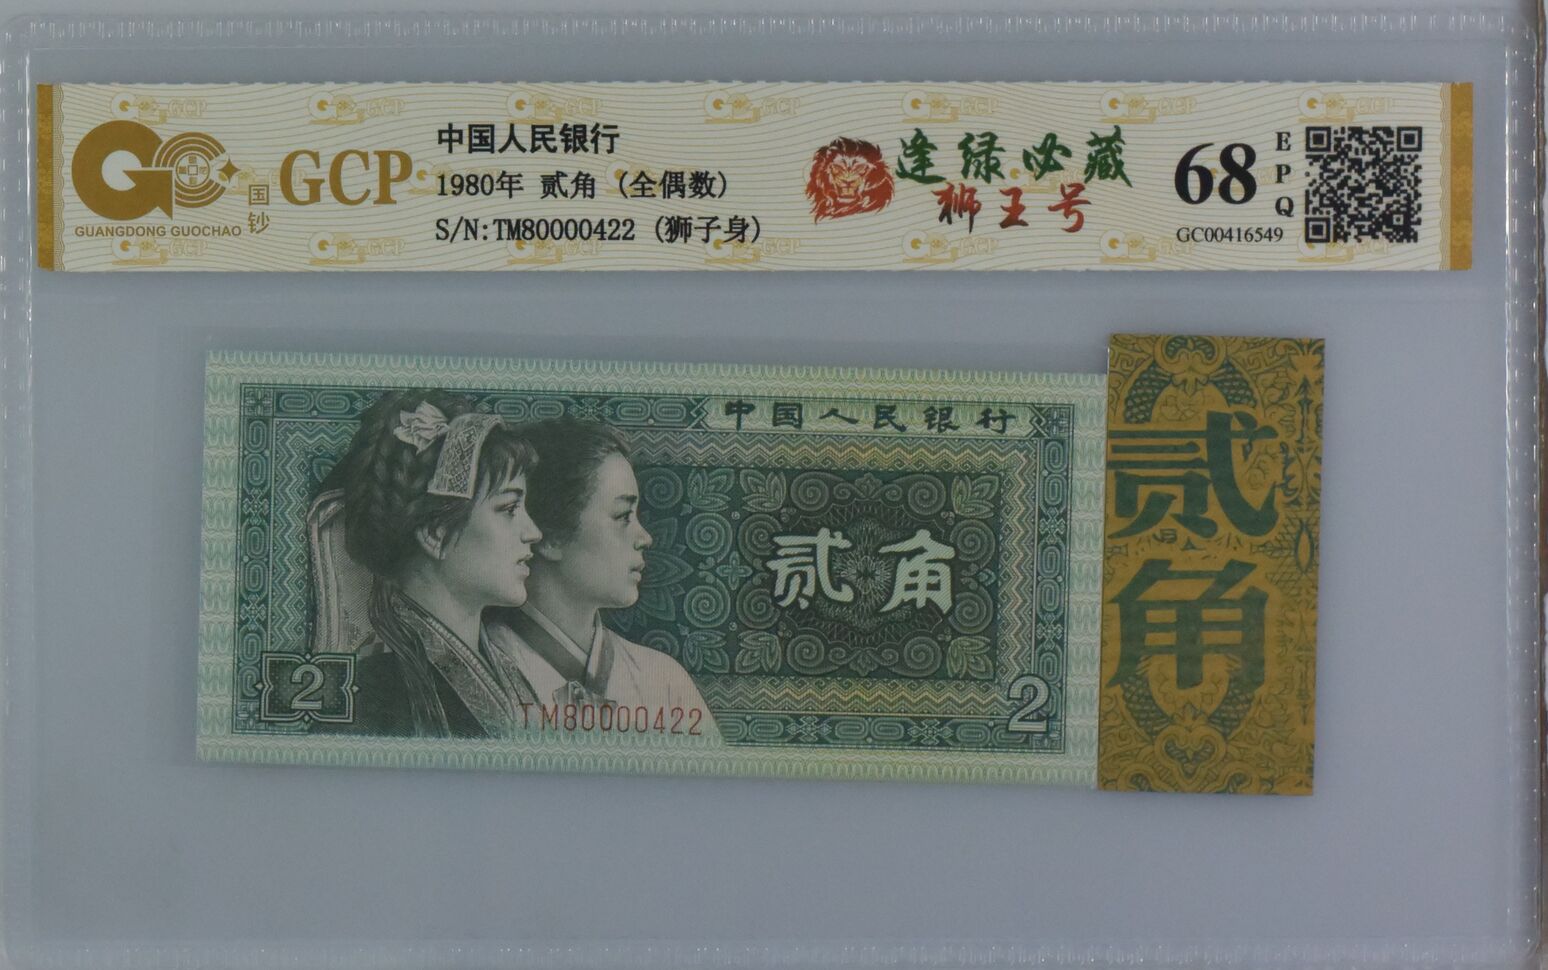 GCP
国钞
GUANGDONG GUOCHAO
中国人民银行
1980年 贰角 (全偶数)
S/N:TM80000422 (狮子身)
逢绿必藏
狮王号
68
EPQ
GC00416549
中国人民银行
贰角
2
TM80000422
2
贰角